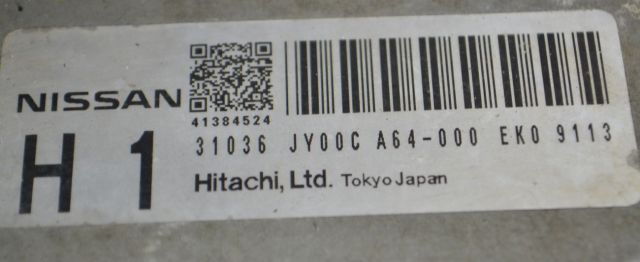 NISSAN
41384524
H 1
31036 JY00C A64-000 EK0 9113
Hitachi, Ltd. Tokyo Japan